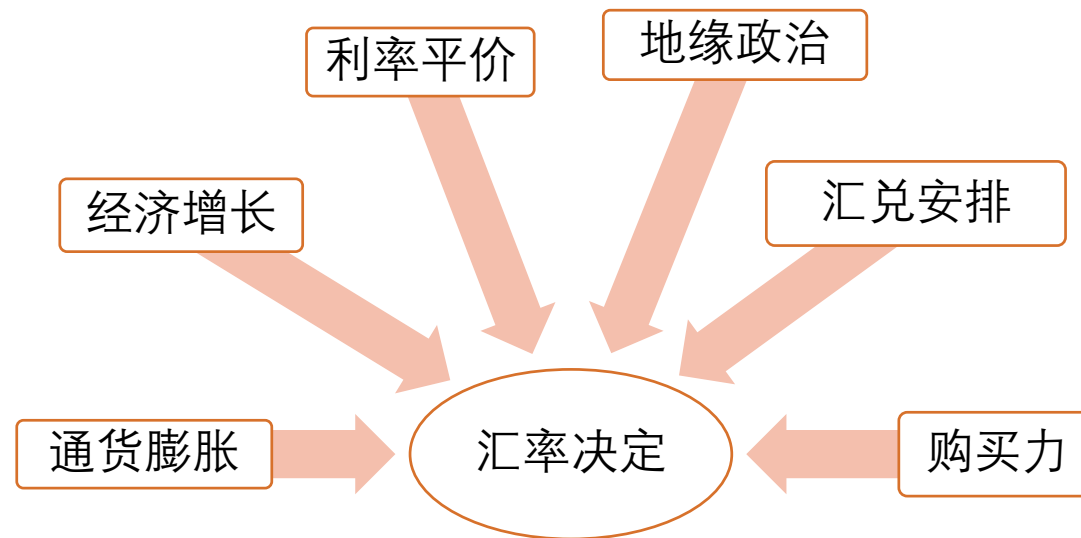 地缘政治
利率平价
汇兑安排
经济增长
汇率决定
通货膨胀
购买力